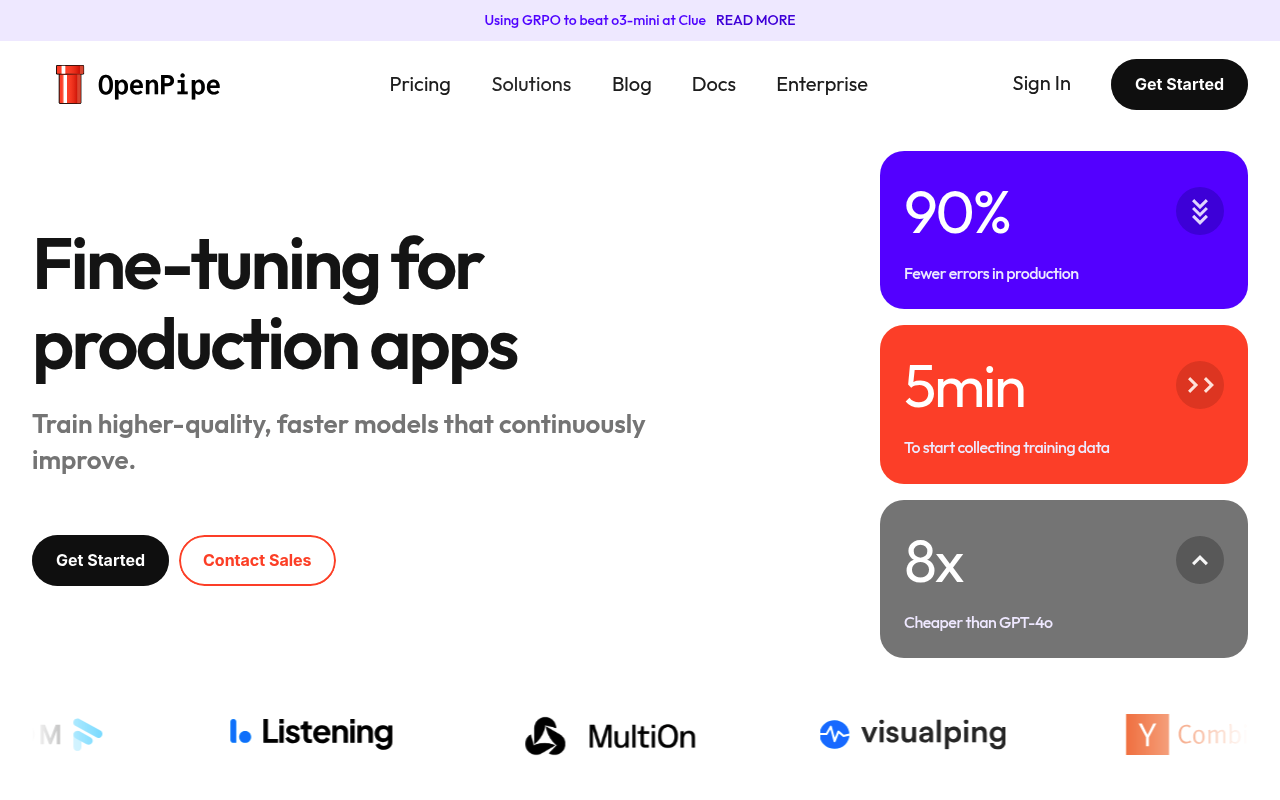 Using GRPO to beat o3-mini at Clue READ MORE
OpenPipe
Pricing Solutions Blog Docs Enterprise Sign In Get Started
Fine-tuning for
production apps
Train higher-quality, faster models that continuously
improve.
Get Started Contact Sales
90%
Fewer errors in production
5min
To start collecting training data
8x
Cheaper than GPT-4o
M Listening MultiOn visualping Y Comb